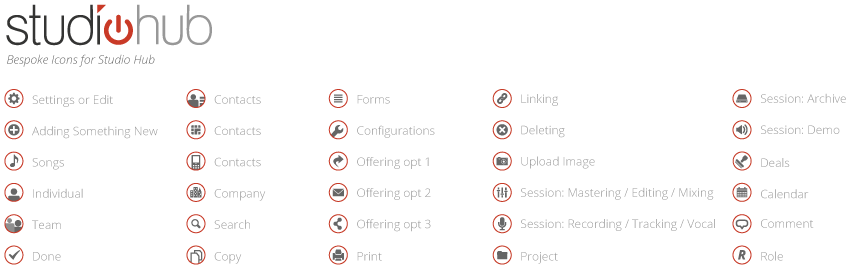 studiohub
Bespoke Icons for Studio Hub
Settings or Edit
Adding Something New
Songs
Individual
Team
Done
Contacts
Contacts
Contacts
Company
Search
Copy
Forms
Configurations
Offering opt 1
Offering opt 2
Offering opt 3
Print
Linking
Deleting
Upload Image
Session: Mastering / Editing / Mixing
Session: Recording / Tracking / Vocal
Project
Session: Archive
Session: Demo
Deals
Calendar
Comment
R Role